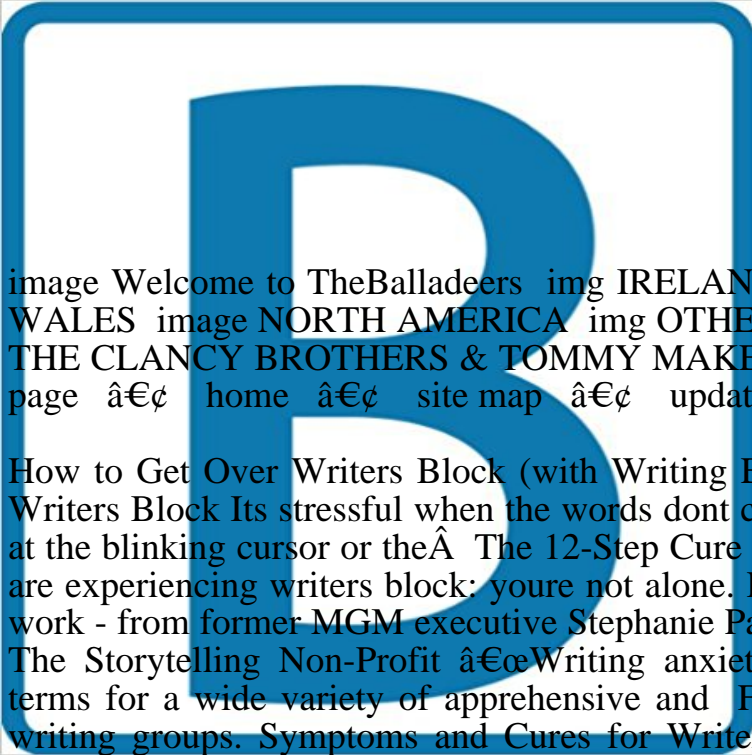 B
image Welcome to TheBalladeers img IRELAN
WALES image NORTH AMERICA img OTHE
THE CLANCY BROTHERS & TOMMY MAKE
page â€¢ home â€¢ site map â€¢ updat
How to Get Over Writers Block (with Writing E
Writers Block Its stressful when the words dont c
at the blinking cursor or theÂ The 12-Step Cure
are experiencing writers block: youre not alone.
work - from former MGM executive Stephanie Pa
The Storytelling Non-Profit â€œWriting anxiet
terms for a wide variety of apprehensive and F
writing groups. Symptoms and Cures for Write